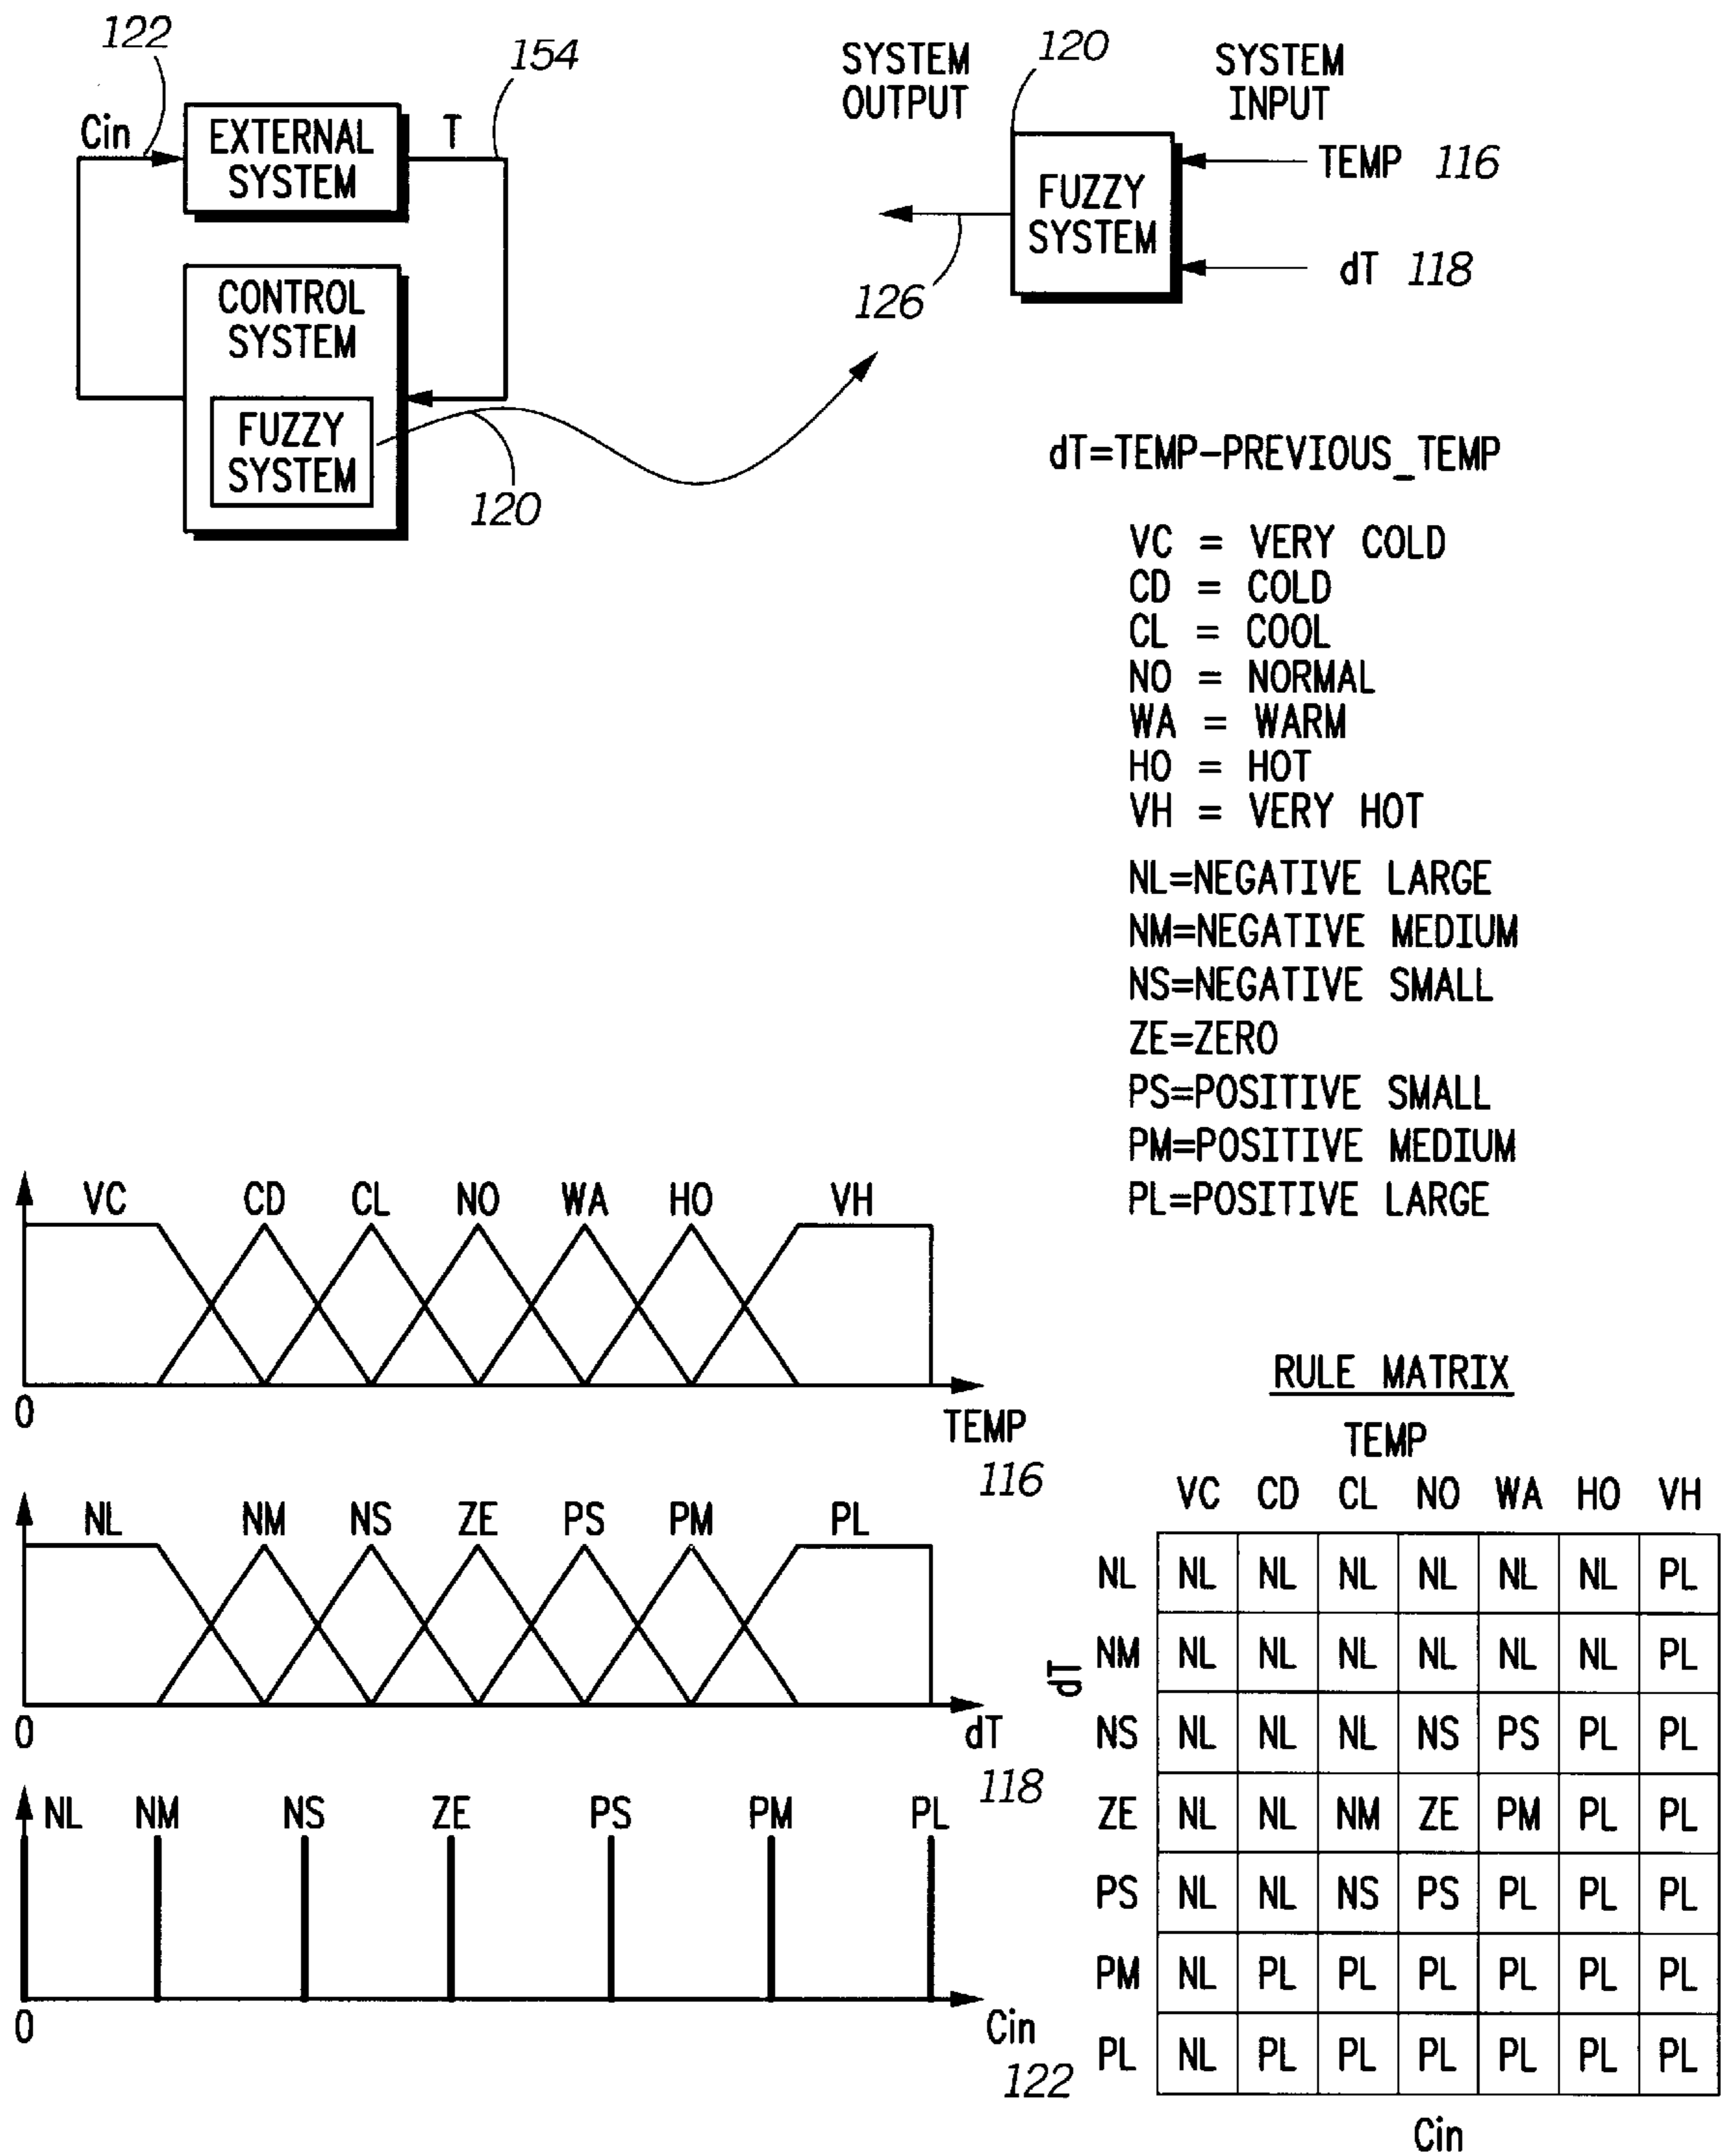 122
154
Cin
EXTERNAL
SYSTEM
T
CONTROL
SYSTEM
FUZZY
SYSTEM
120
SYSTEM
OUTPUT
120
SYSTEM
INPUT
FUZZY
SYSTEM
TEMP 116
dT 118
126
dT=TEMP-PREVIOUS_TEMP
VC = VERY COLD
CD = COLD
CL = COOL
NO = NORMAL
WA = WARM
HO = HOT
VH = VERY HOT
NL=NEGATIVE LARGE
NM=NEGATIVE MEDIUM
NS=NEGATIVE SMALL
ZE=ZERO
PS=POSITIVE SMALL
PM=POSITIVE MEDIUM
PL=POSITIVE LARGE
VC CD CL NO WA HO VH
0
TEMP
116
NL NM NS ZE PS PM PL
0
dT
118
NL NM NS ZE PS PM PL
0
Cin
122
RULE MATRIX
TEMP
VC CD CL NO WA HO VH
dT
NL NL NL NL NL NL NL PL
NM NL NL NL NL NL NL PL
NS NL NL NL NS PS PL PL
ZE NL NL NM ZE PM PL PL
PS NL NL NS PS PL PL PL
PM NL PL PL PL PL PL PL
PL NL PL PL PL PL PL PL
Cin